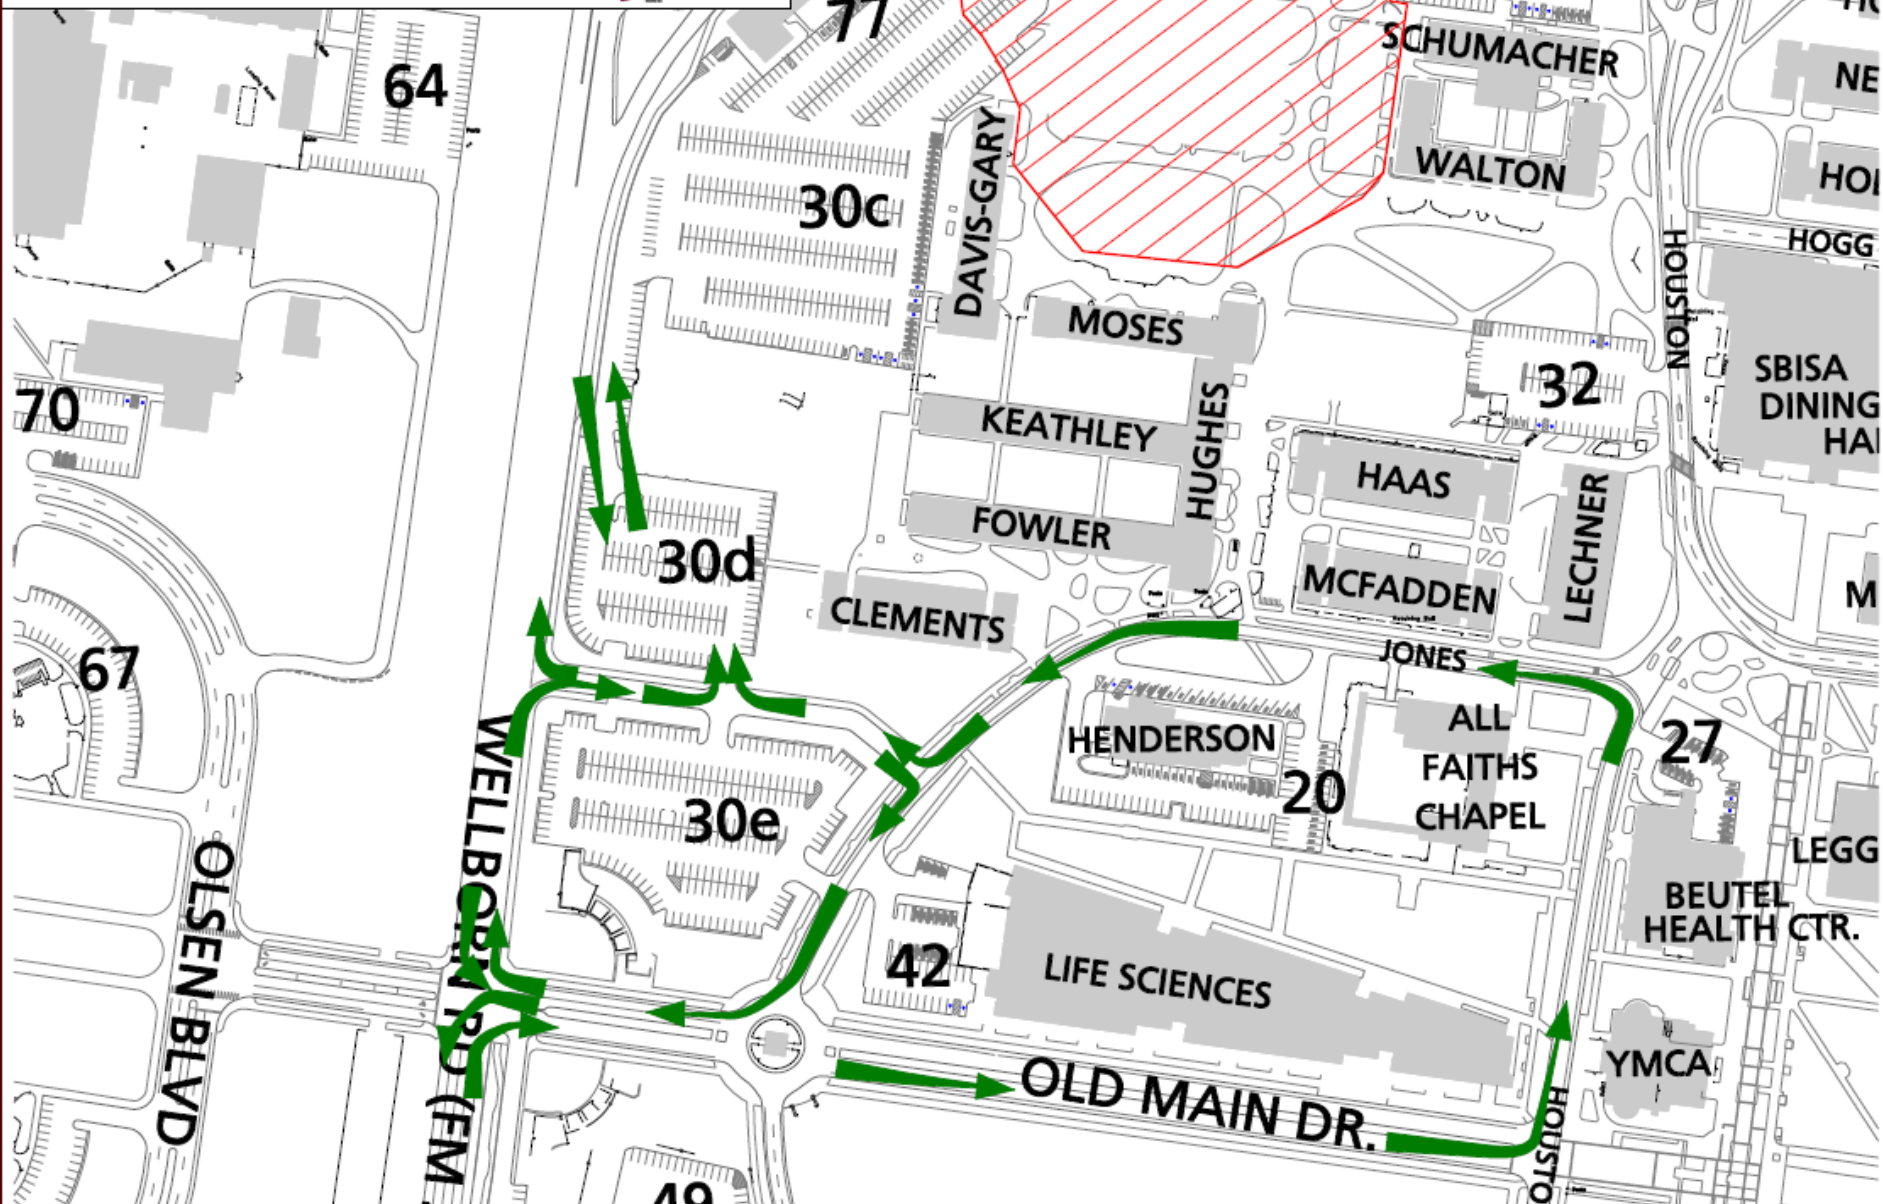 77
SCHUMACHER
NE
64
WALTON
HOL
30c
DAVIS-GARY
HOGG
HOUSTON
MOSES
SBISA
DINING
HAL
32
70
KEATHLEY
HUGHES
HAAS
LECHNER
FOWLER
30d
MCFADDEN
CLEMENTS
M
JONES
67
ALL
FAITHS
CHAPEL
HENDERSON
27
20
30e
WELLBORN RD (FM
OLSEN BLVD
LEGG
BEUTEL
HEALTH CTR.
42
LIFE SCIENCES
YMCA
OLD MAIN DR.
HOUSTO
49